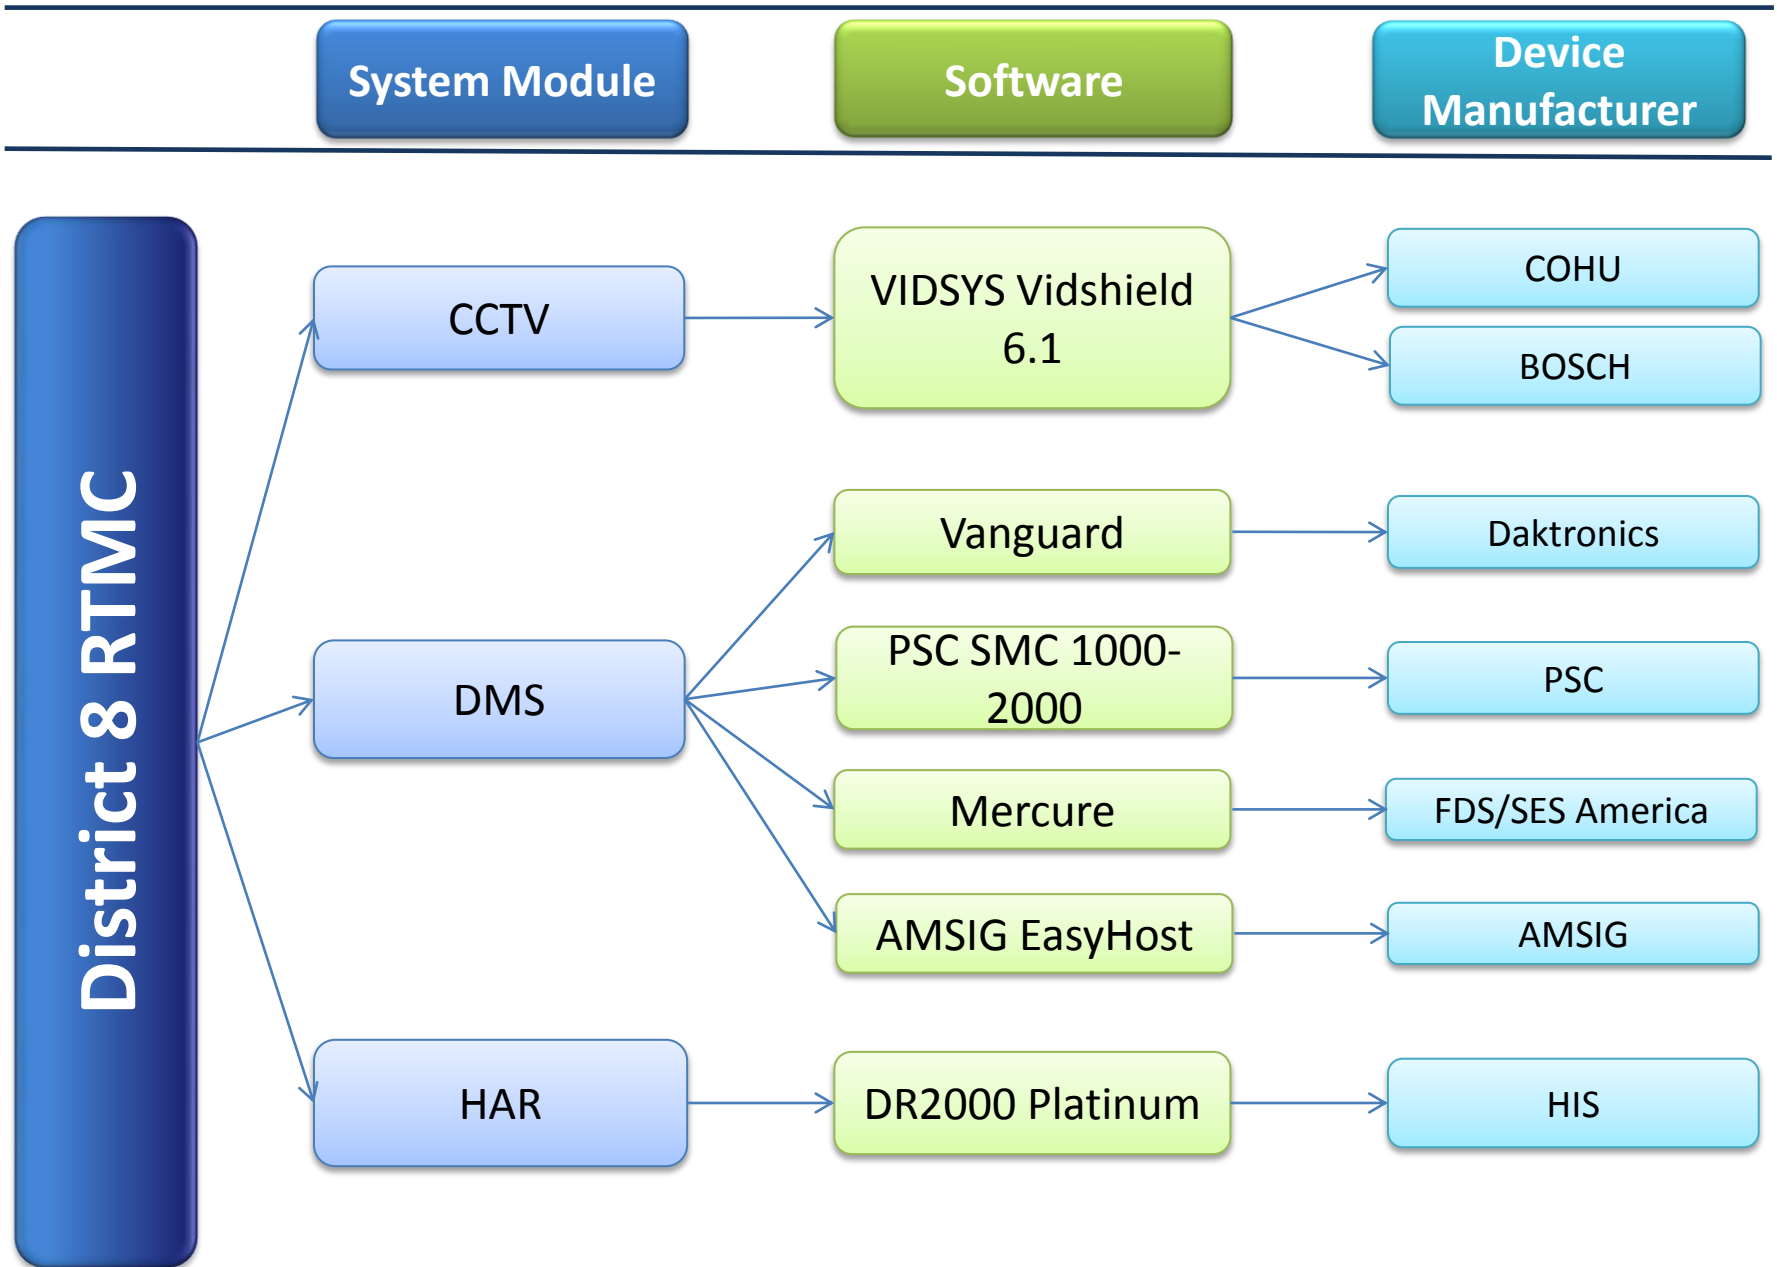 System Module
Software
Device
Manufacturer
District 8 RTMC
CCTV
VIDSYS Vidshield
6.1
COHU
BOSCH
DMS
Vanguard
Daktronics
PSC SMC 1000-
2000
PSC
Mercure
FDS/SES America
AMSIG EasyHost
AMSIG
HAR
DR2000 Platinum
HIS